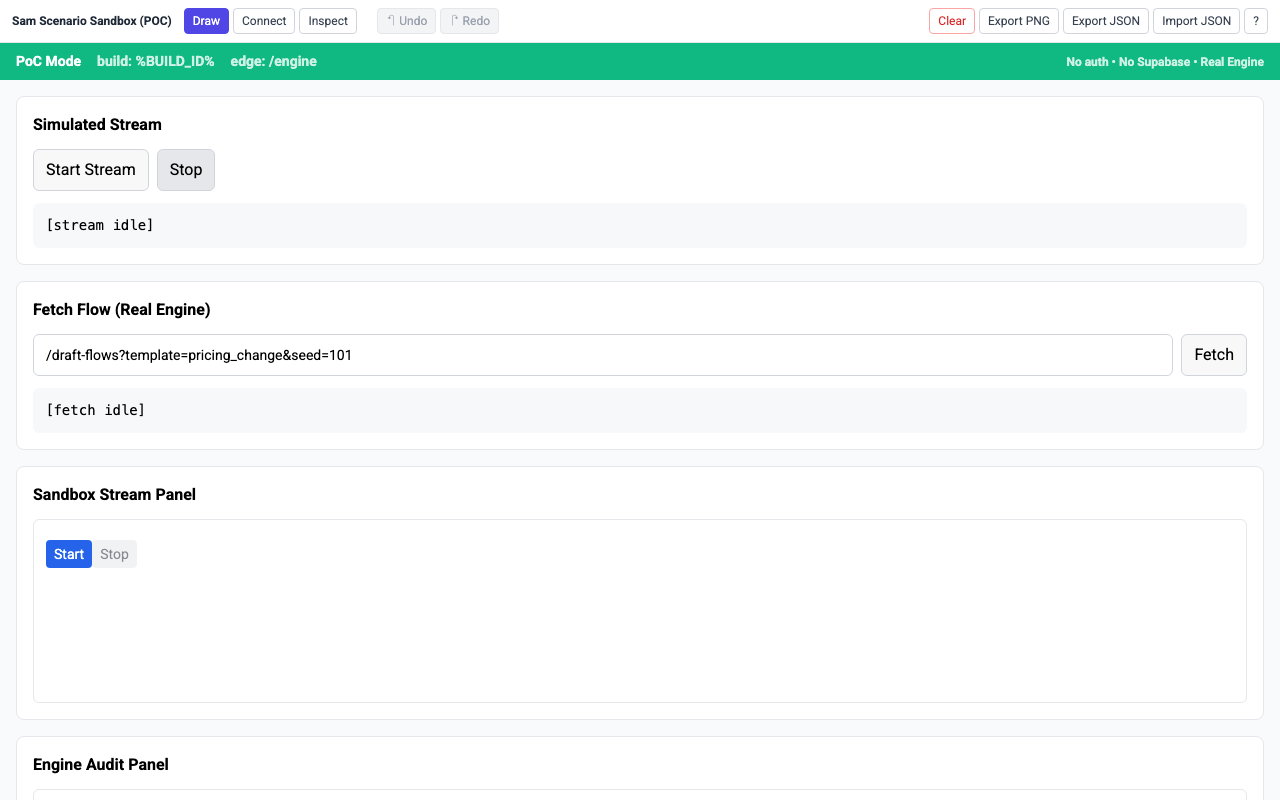 Sam Scenario Sandbox (POC) Draw Connect Inspect Undo Redo Clear Export PNG Export JSON Import JSON ?
PoC Mode build: %BUILD_ID% edge: /engine No auth • No Supabase • Real Engine
Simulated Stream
Start Stream Stop
[stream idle]
Fetch Flow (Real Engine)
/draft-flows?template=pricing_change&seed=101 Fetch
[fetch idle]
Sandbox Stream Panel
Start Stop
Engine Audit Panel